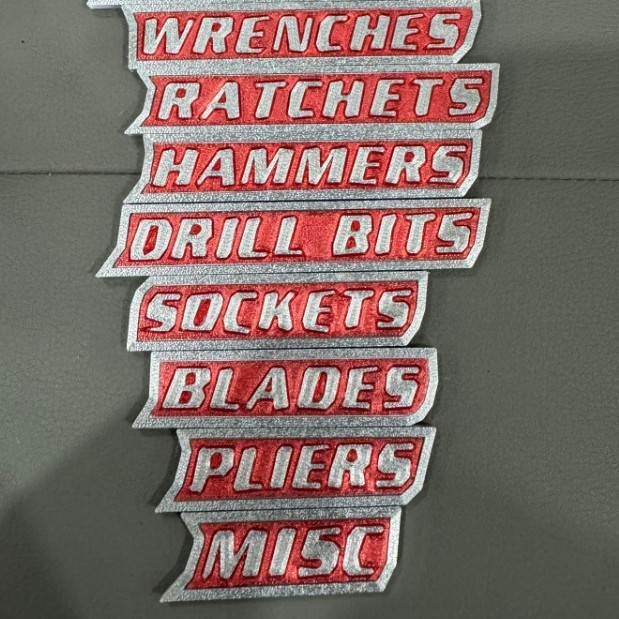 WRENCHES
RATCHETS
HAMMERS
DRILL BITS
SOCKETS
BLADES
PLIERS
MISC